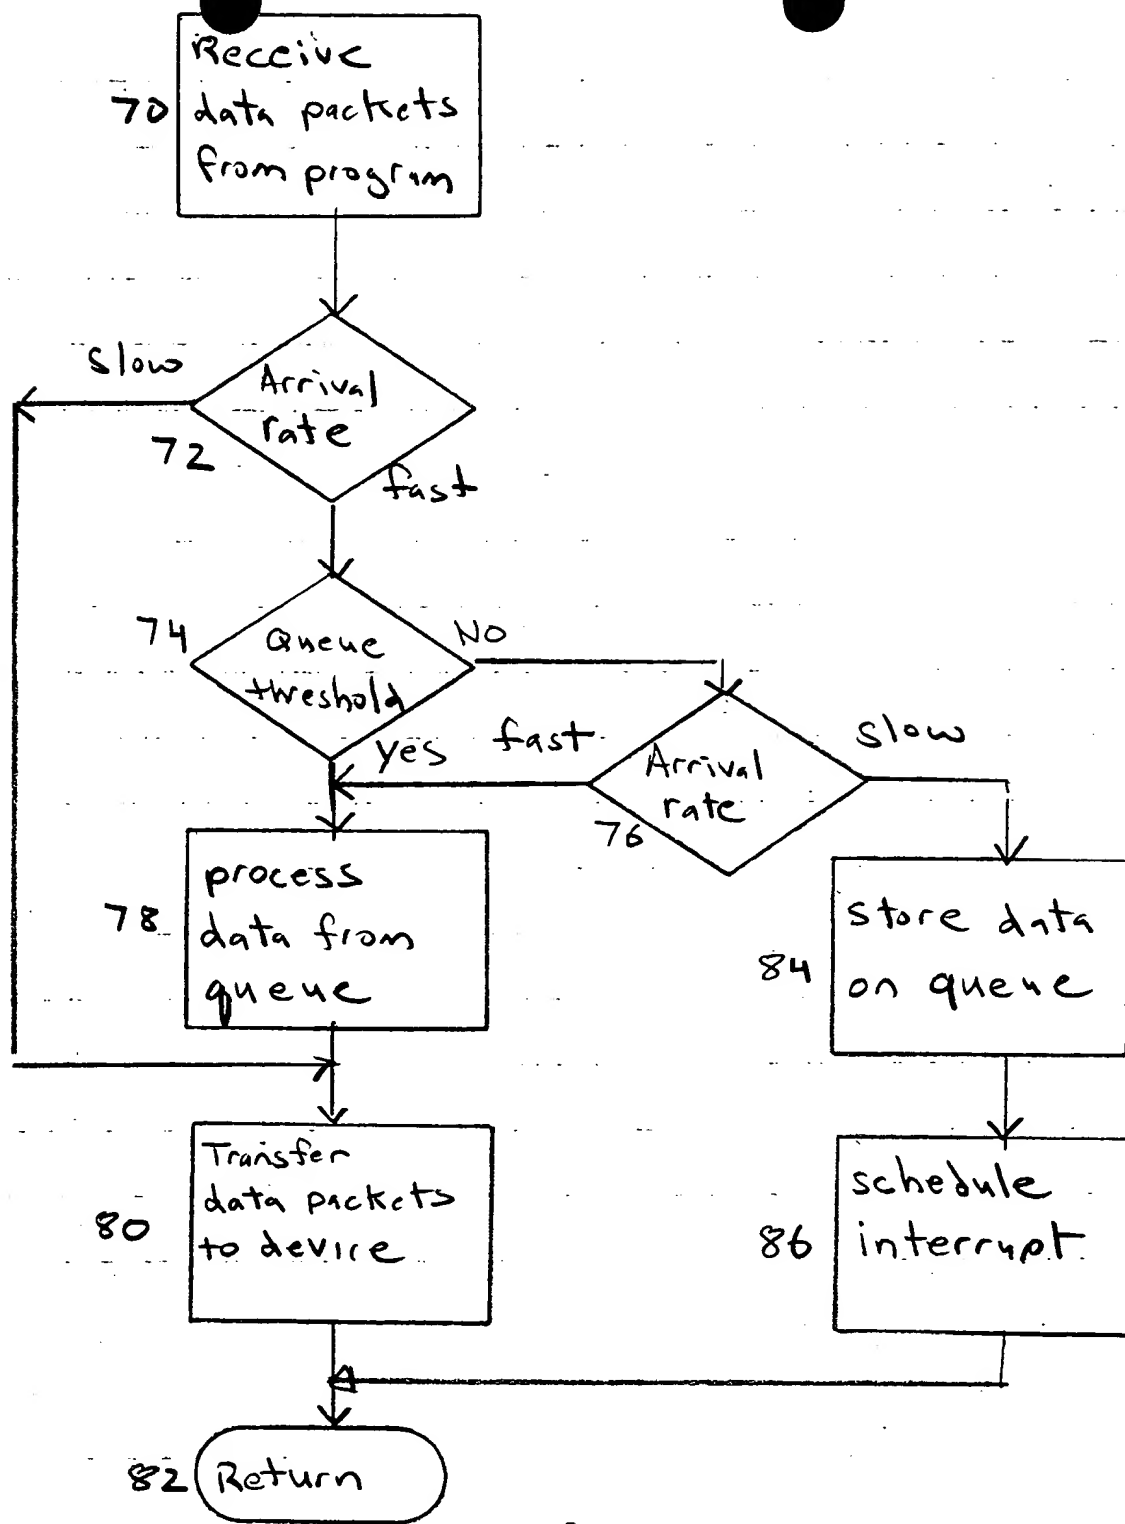 Receive
70
data packets
from program
slow
Arrival
rate
72
fast
74
Queue
threshold
No
yes
fast
slow
Arrival
rate
76
process
78
data from
queue
store data
84
on queue
Transfer
data packets
80
to device
schedule
86
interrupt
82
Return